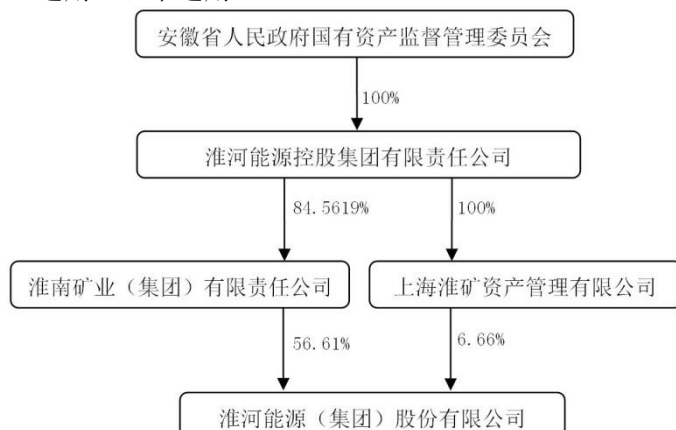 安徽省人民政府国有资产监督管理委员会
100%
淮河能源控股集团有限责任公司
84.5619%
100%
淮南矿业（集团）有限责任公司
上海淮矿资产管理有限公司
56.61%
6.66%
淮河能源（集团）股份有限公司